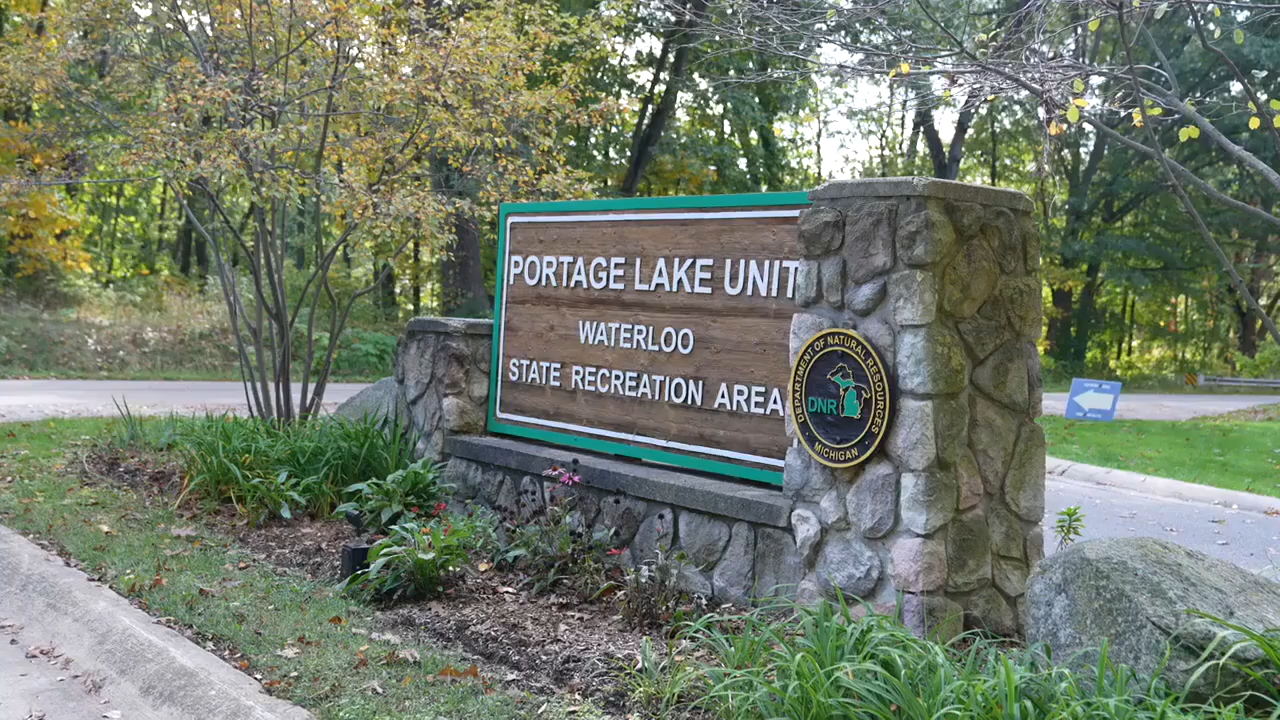 PORTAGE LAKE UNIT
WATERLOO
STATE RECREATION AREA
DEPARTMENT OF NATURAL RESOURCES
DNR
MICHIGAN